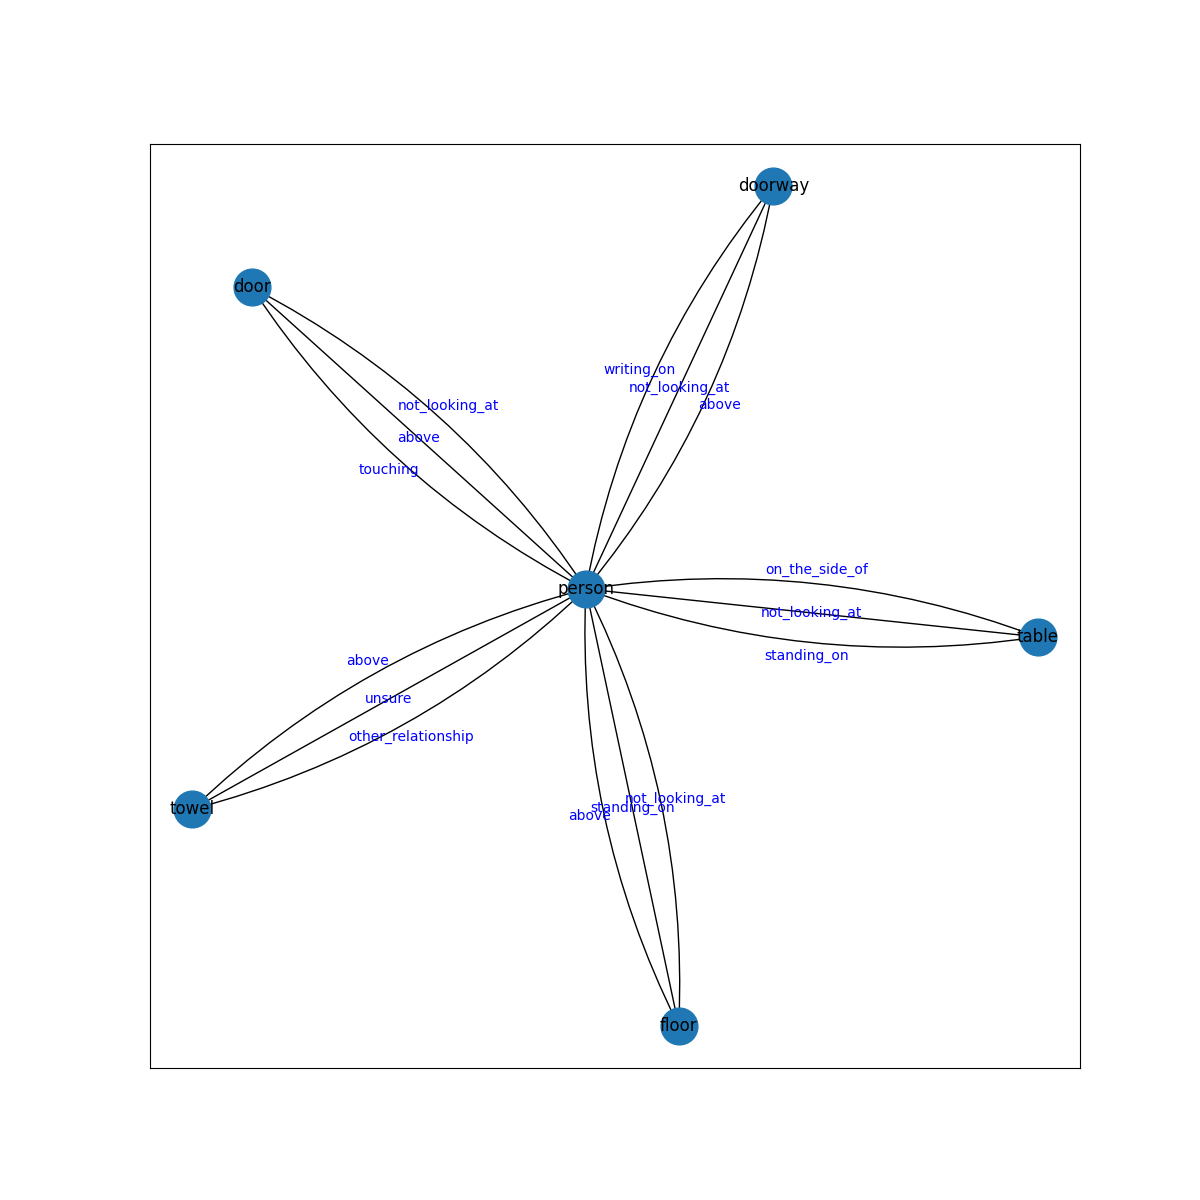 doorway
door
writing_on
not_looking_at
above
not_looking_at
above
touching
on_the_side_of
person
not_looking_at
table
standing_on
above
unsure
other_relationship
not_looking_at
standing_on
above
towel
floor